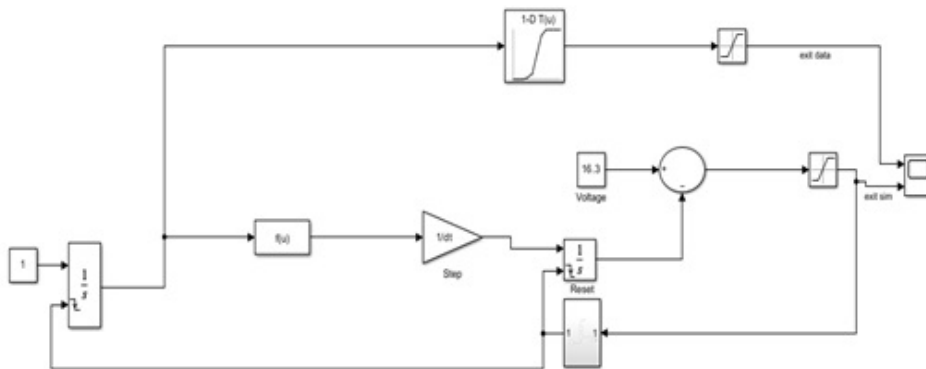 1-D T(u)
exit data
16.3
Voltage
exit sim
f(u)
1/dt
Step
1
1
s
1
s
Reset
1
1